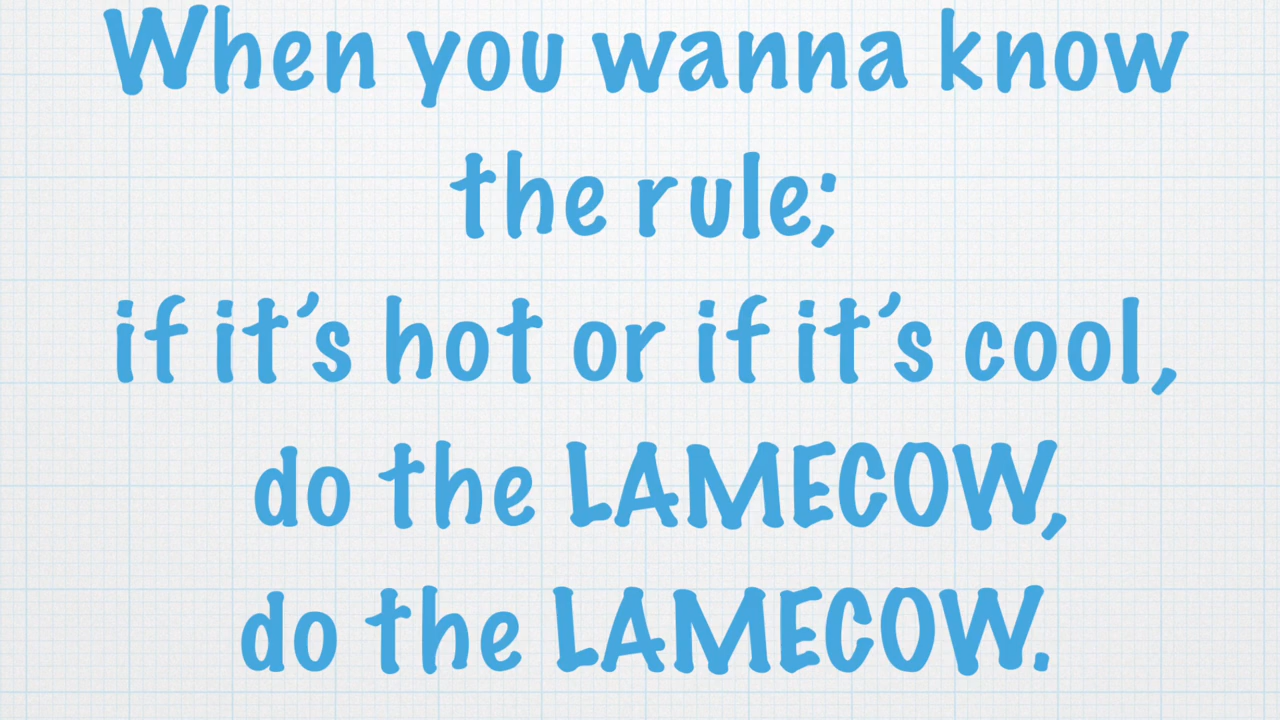 When you wanna know
the rule;
if it’s hot or if it’s cool,
do the LAMECOW,
do the LAMECOW.